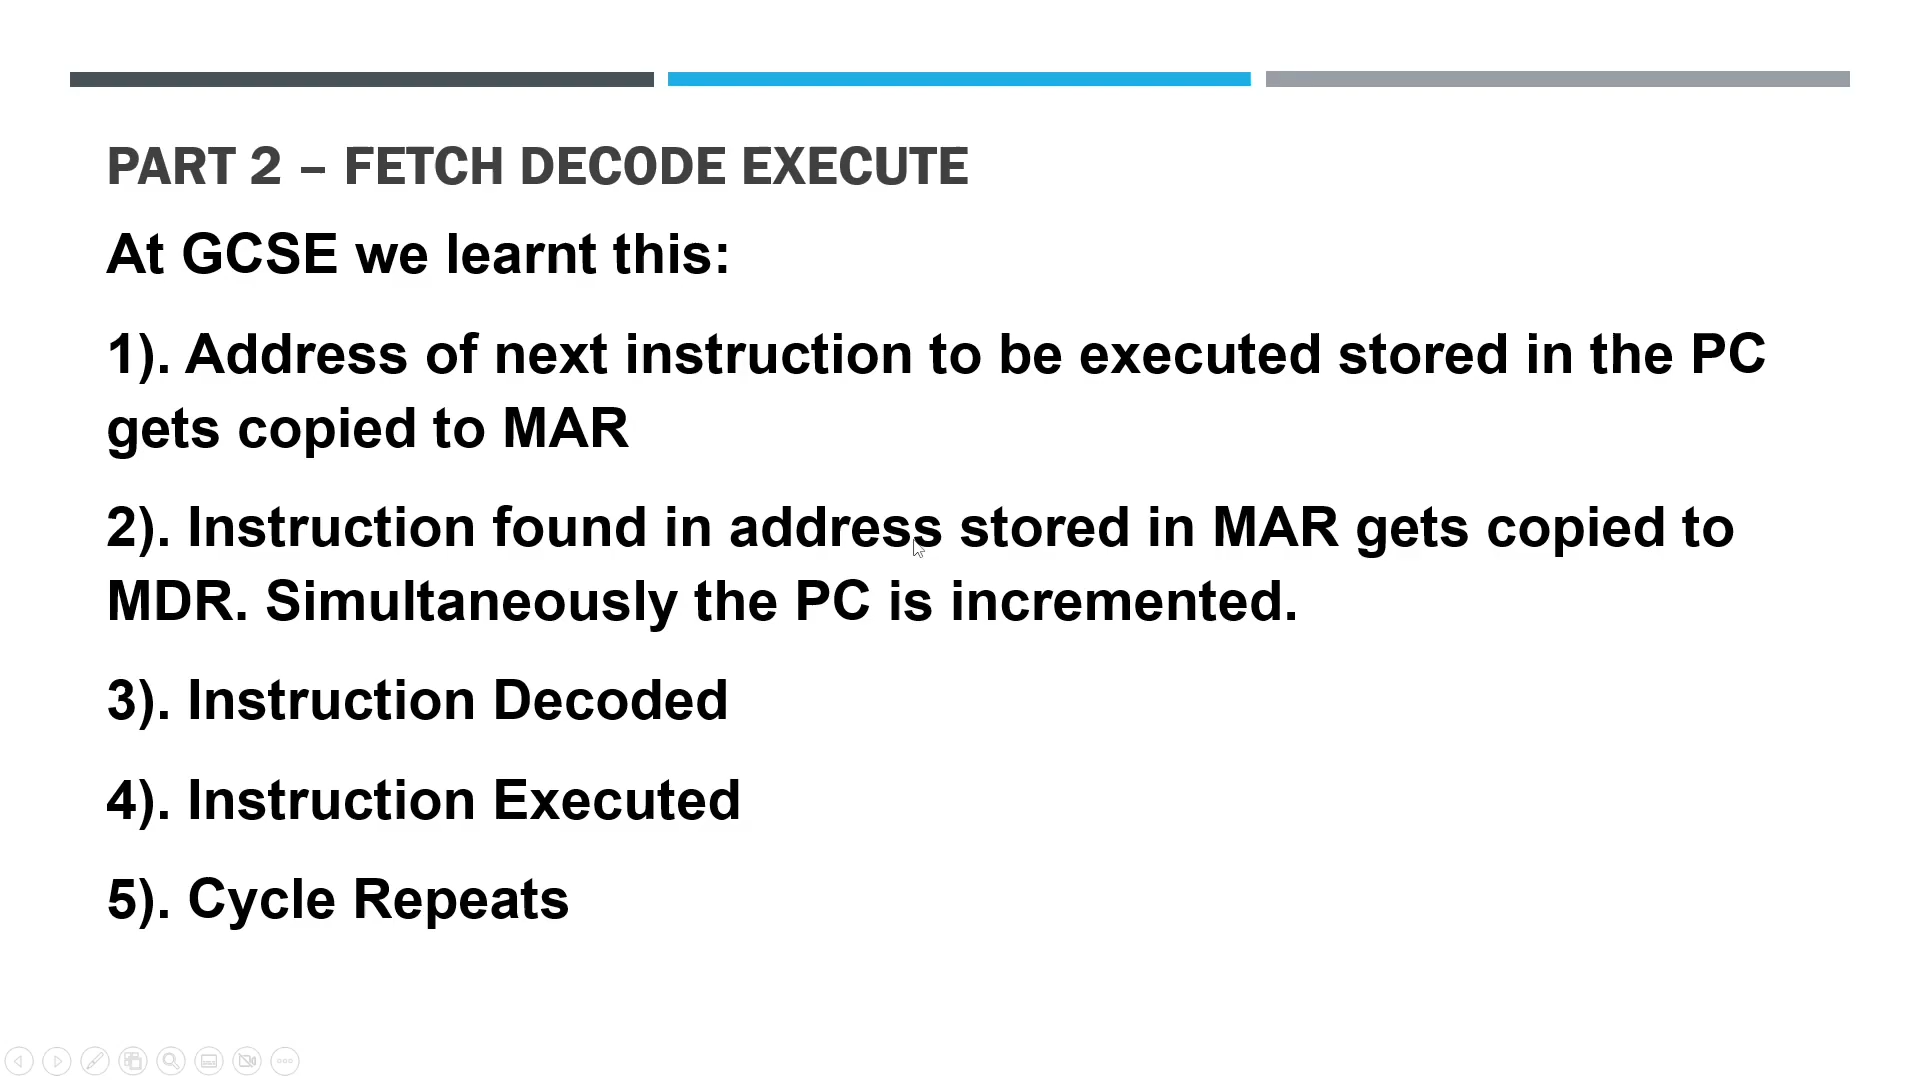 PART 2 – FETCH DECODE EXECUTE
At GCSE we learnt this:
1). Address of next instruction to be executed stored in the PC
gets copied to MAR
2). Instruction found in address stored in MAR gets copied to
MDR. Simultaneously the PC is incremented.
3). Instruction Decoded
4). Instruction Executed
5). Cycle Repeats